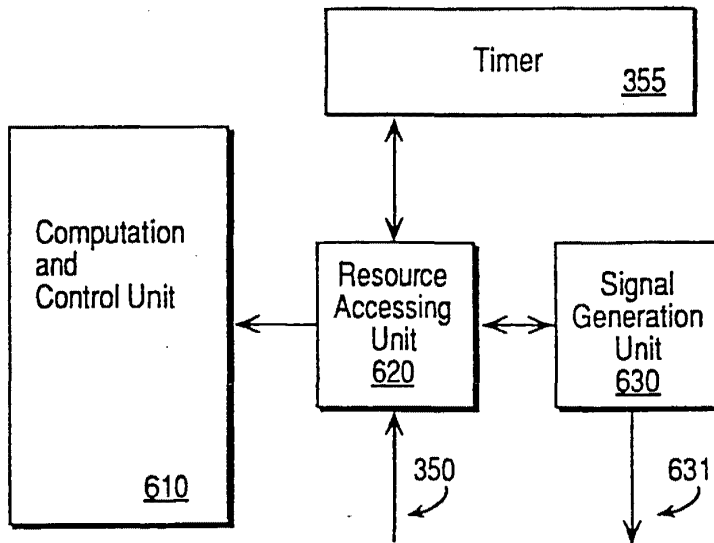 Timer
355
Computation
and
Control Unit
610
Resource
Accessing
Unit
620
Signal
Generation
Unit
630
350
631